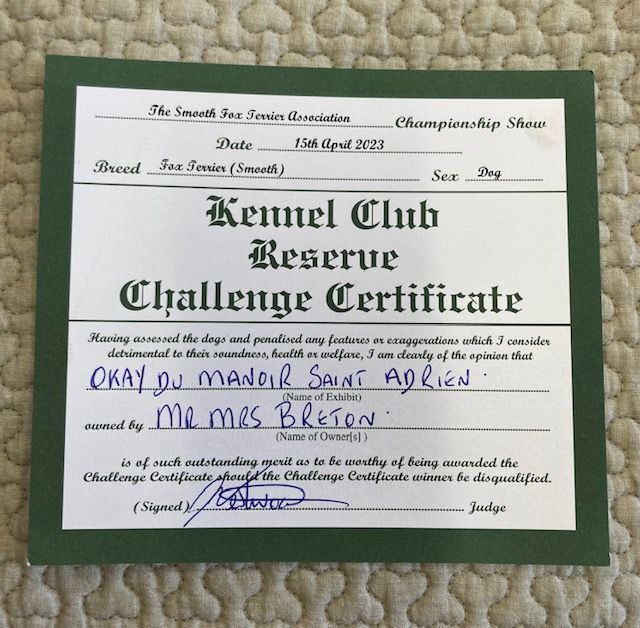 The Smooth Fox Terrier Association Championship Show
Date 15th April 2023
Breed Fox Terrier (Smooth) Sex Dog
Kennel Club
Reserve
Challenge Certificate
Having assessed the dogs and penalised any features or exaggerations which I consider
detrimental to their soundness, health or welfare, I am clearly of the opinion that
OKAY DU MANOIR SAINT ADRIEN.
(Name of Exhibit)
owned by MR MRS BRETON.
(Name of Owner[s] )
is of such outstanding merit as to be worthy of being awarded the
Challenge Certificate should the Challenge Certificate winner be disqualified.
(Signed) Judge